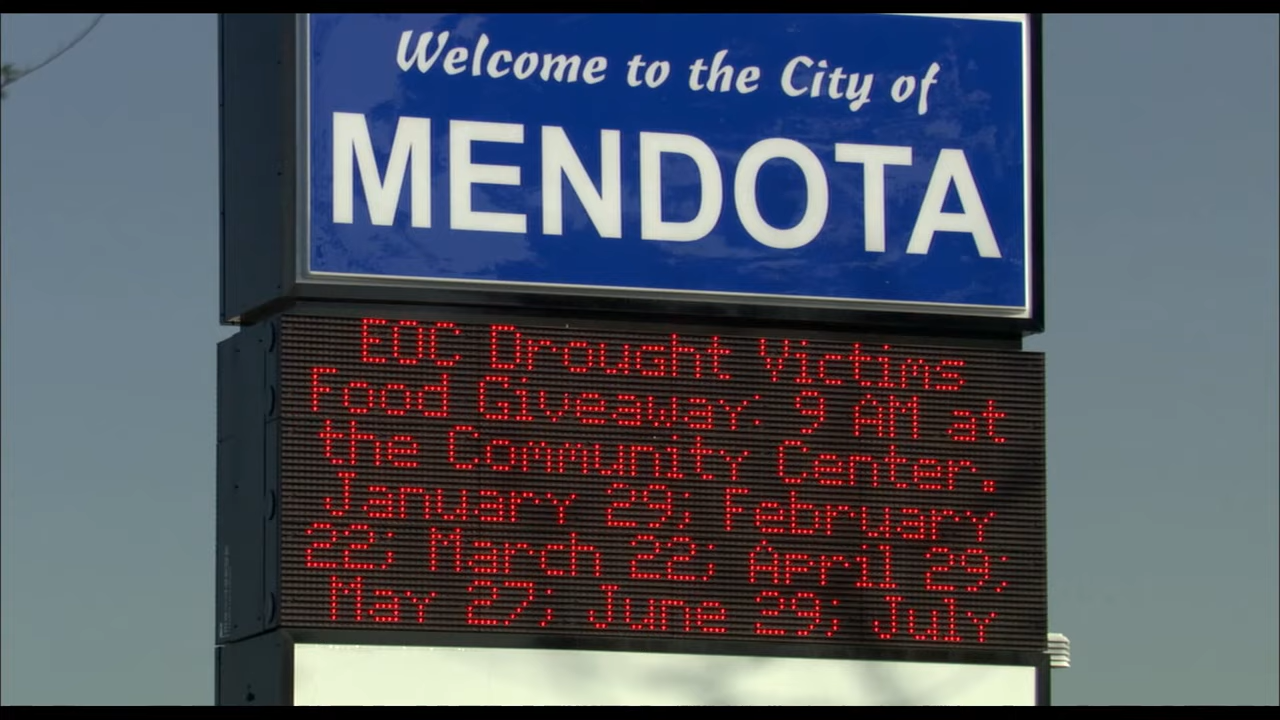 Welcome to the City of
MENDOTA
EOC Drought Victims
Food Giveaway. 9 AM at
the Community Center.
January 29; February
22; March 22; April 29;
May 27; June 29; July